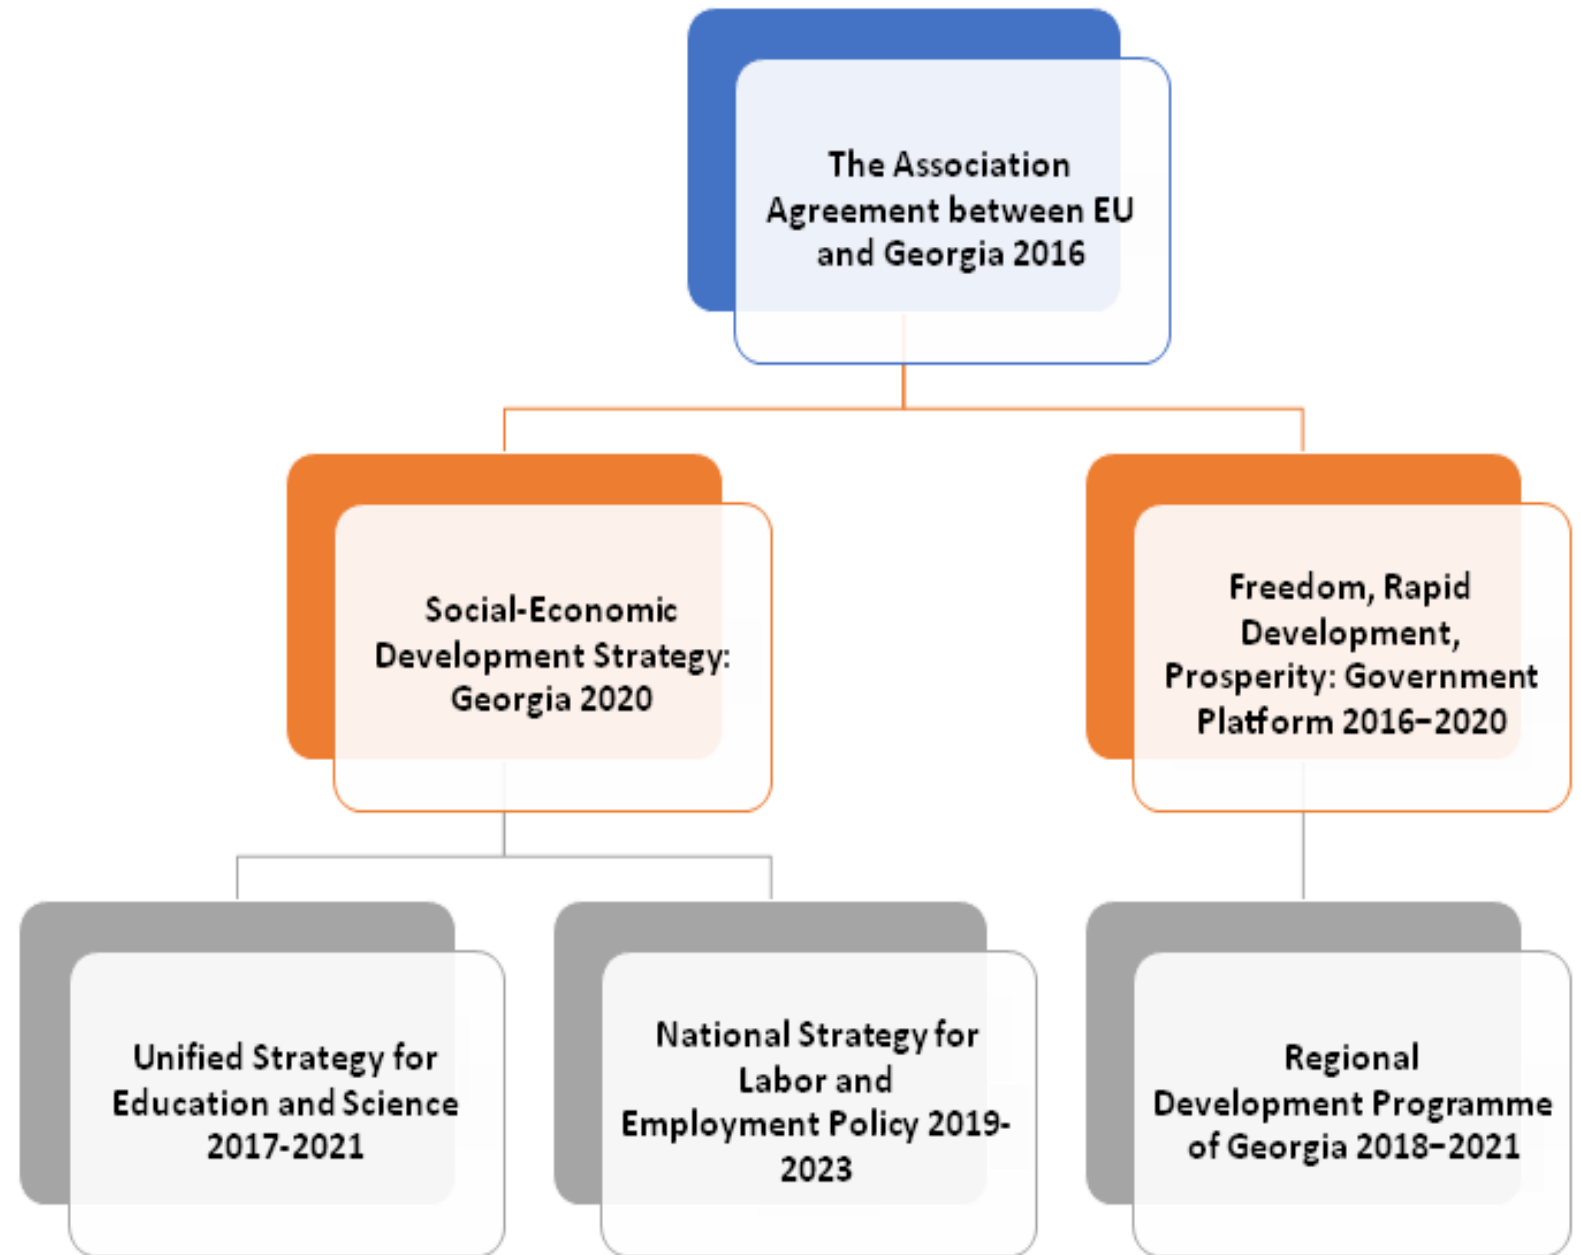 The Association
Agreement between EU
and Georgia 2016
Social-Economic
Development Strategy:
Georgia 2020
Freedom, Rapid
Development,
Prosperity: Government
Platform 2016–2020
Unified Strategy for
Education and Science
2017-2021
National Strategy for
Labor and
Employment Policy 2019-
2023
Regional
Development Programme
of Georgia 2018–2021